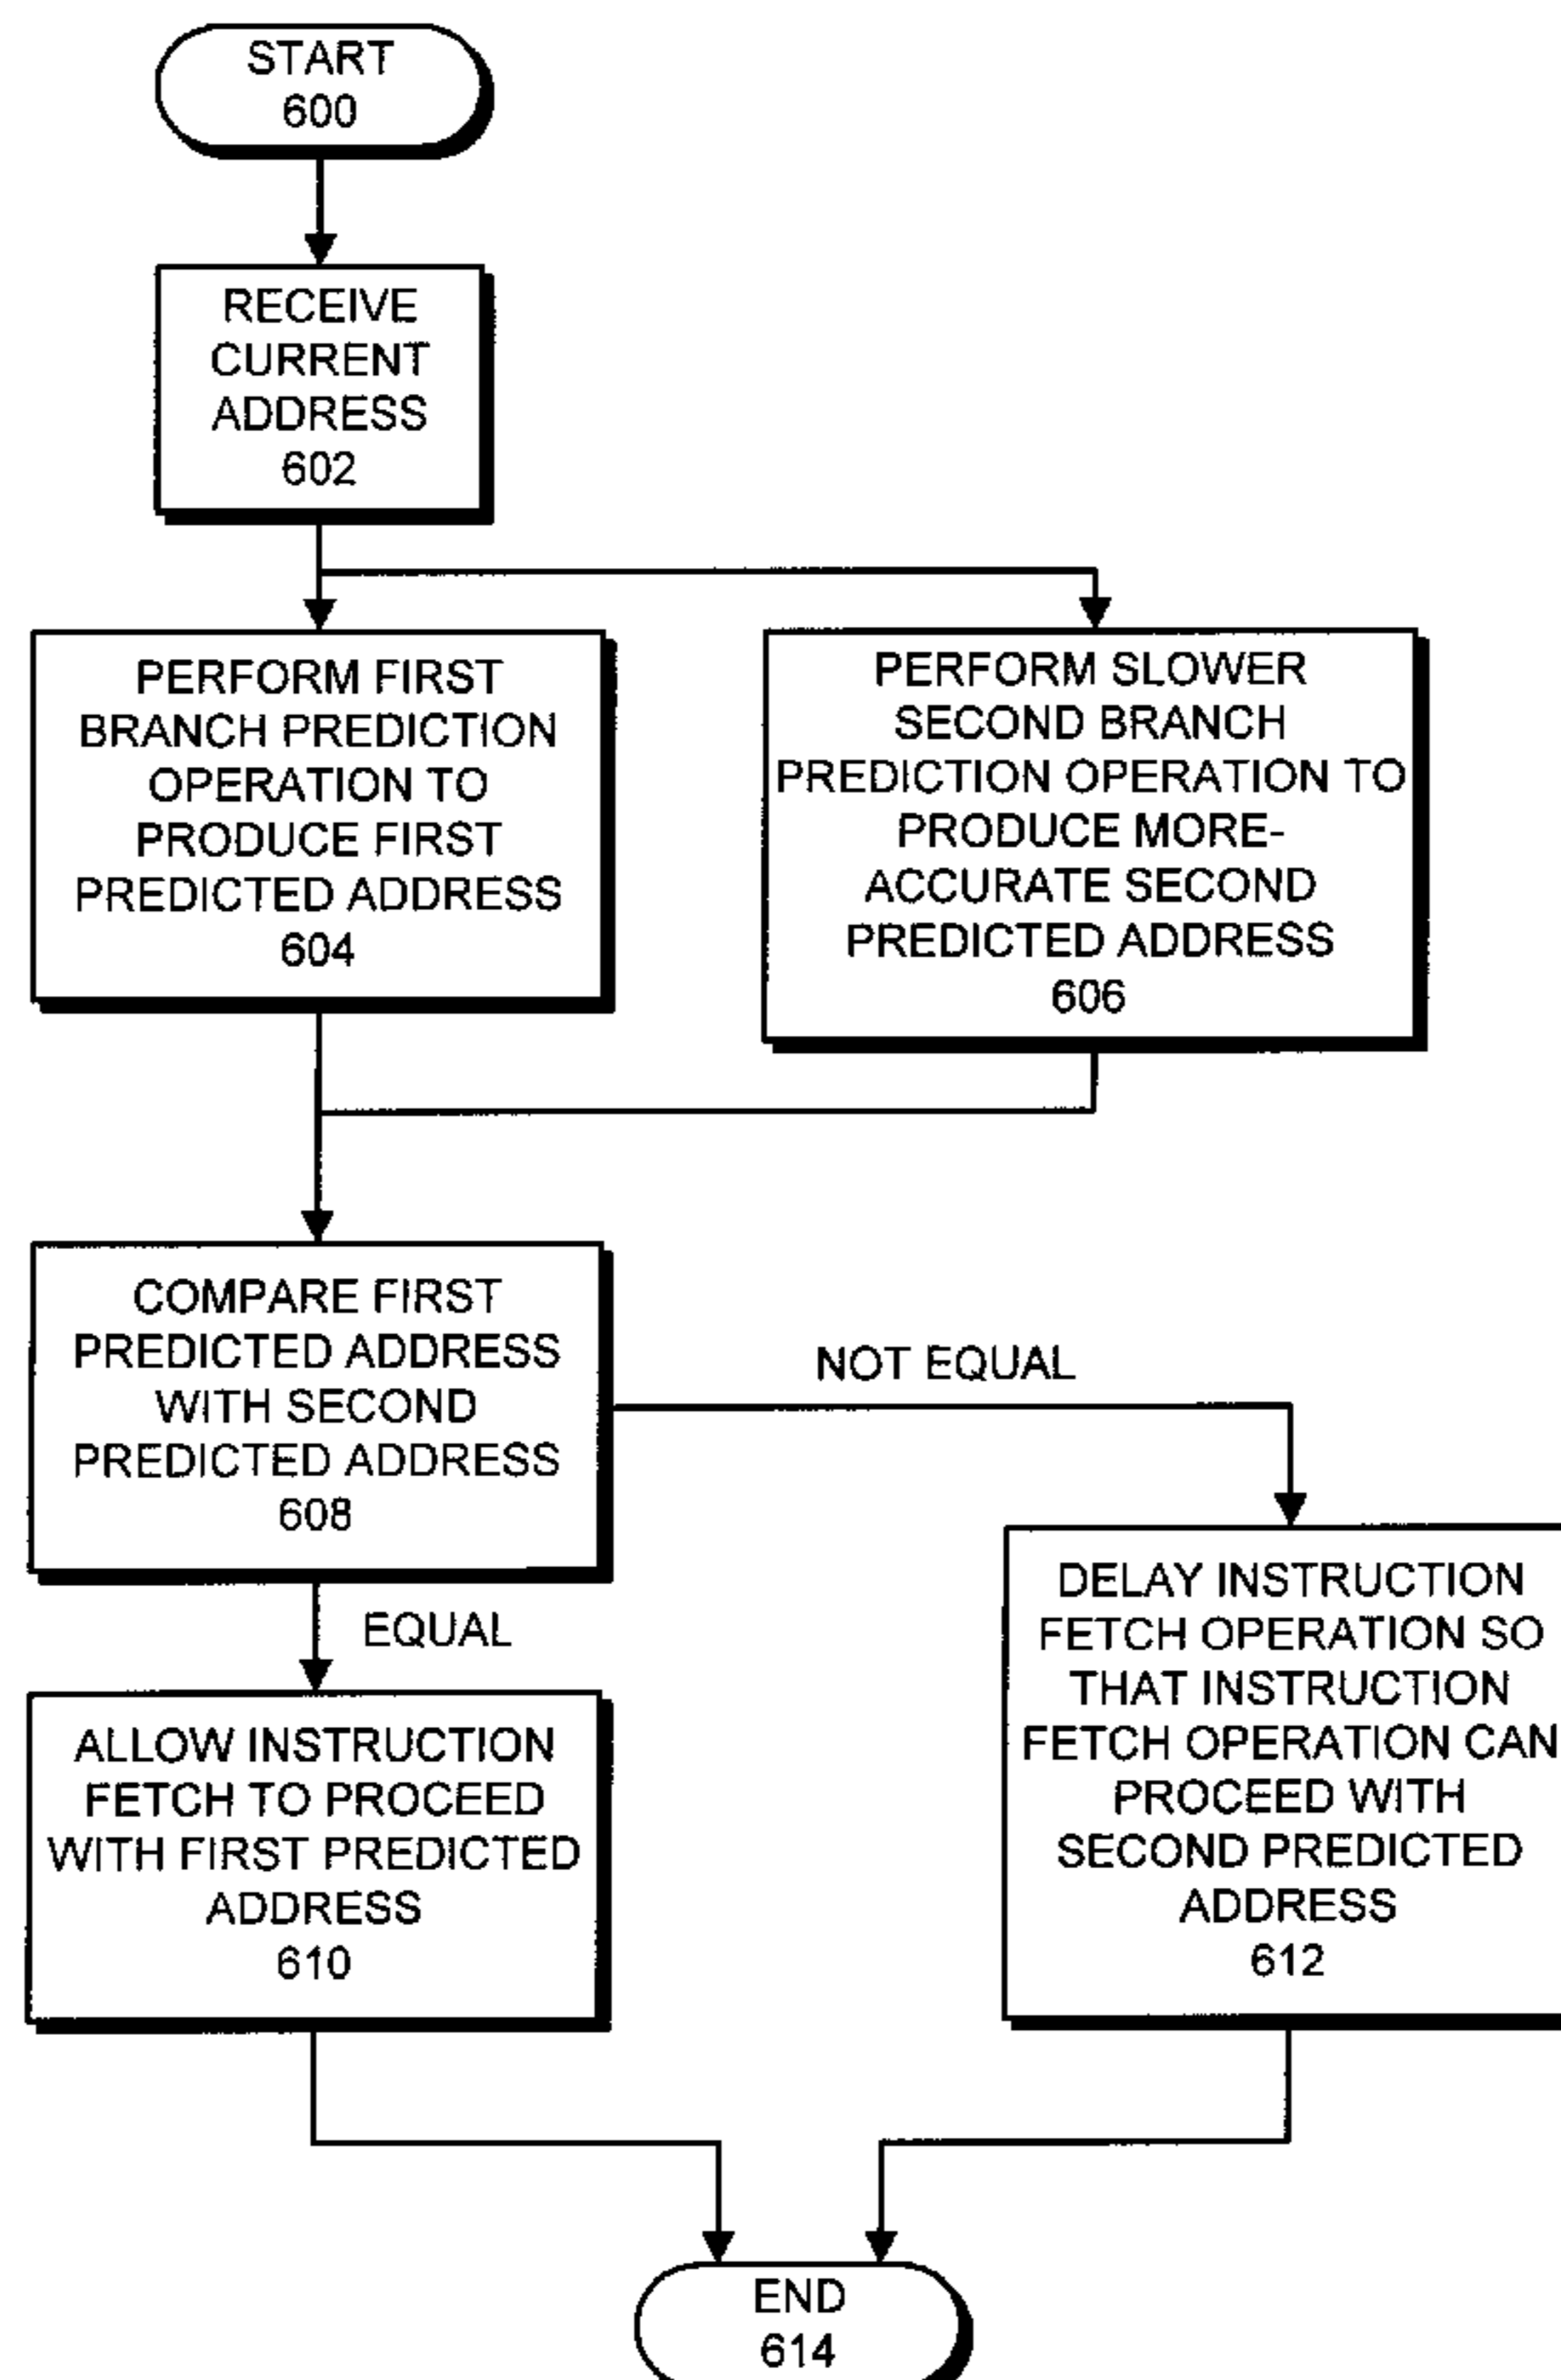 START
600
RECEIVE
CURRENT
ADDRESS
602
PERFORM FIRST
BRANCH PREDICTION
OPERATION TO
PRODUCE FIRST
PREDICTED ADDRESS
604
PERFORM SLOWER
SECOND BRANCH
PREDICTION OPERATION TO
PRODUCE MORE-
ACCURATE SECOND
PREDICTED ADDRESS
606
COMPARE FIRST
PREDICTED ADDRESS
WITH SECOND
PREDICTED ADDRESS
608
NOT EQUAL
EQUAL
ALLOW INSTRUCTION
FETCH TO PROCEED
WITH FIRST PREDICTED
ADDRESS
610
DELAY INSTRUCTION
FETCH OPERATION SO
THAT INSTRUCTION
FETCH OPERATION CAN
PROCEED WITH
SECOND PREDICTED
ADDRESS
612
END
614